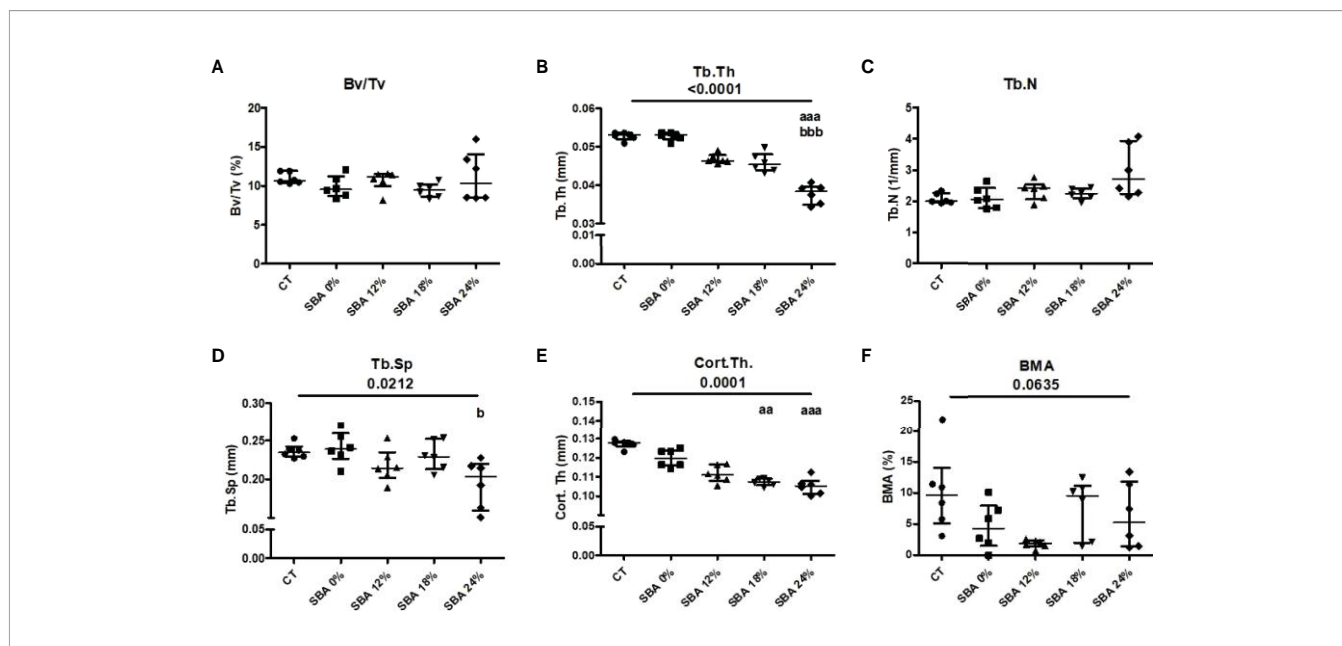 A
Bv/Tv
Bv/Tv (%)
20
15
10
5
0
CT
SBA 0%
SBA 12%
SBA 18%
SBA 24%
B
Tb.Th
<0.0001
aaa
bbb
Tb.Th (mm)
0.06
0.05
0.04
0.03
0.01
0.00
CT
SBA 0%
SBA 12%
SBA 18%
SBA 24%
C
Tb.N
Tb.N (1/mm)
5
4
3
2
1
0
CT
SBA 0%
SBA 12%
SBA 18%
SBA 24%
D
Tb.Sp
0.0212
b
Tb.Sp (mm)
0.30
0.25
0.20
0.05
0.00
CT
SBA 0%
SBA 12%
SBA 18%
SBA 24%
E
Cort.Th.
0.0001
aa
aaa
Cort. Th (mm)
0.15
0.14
0.13
0.12
0.11
0.10
0.05
0.00
CT
SBA 0%
SBA 12%
SBA 18%
SBA 24%
F
BMA
0.0635
BMA (%)
25
20
15
10
5
0
CT
SBA 0%
SBA 12%
SBA 18%
SBA 24%